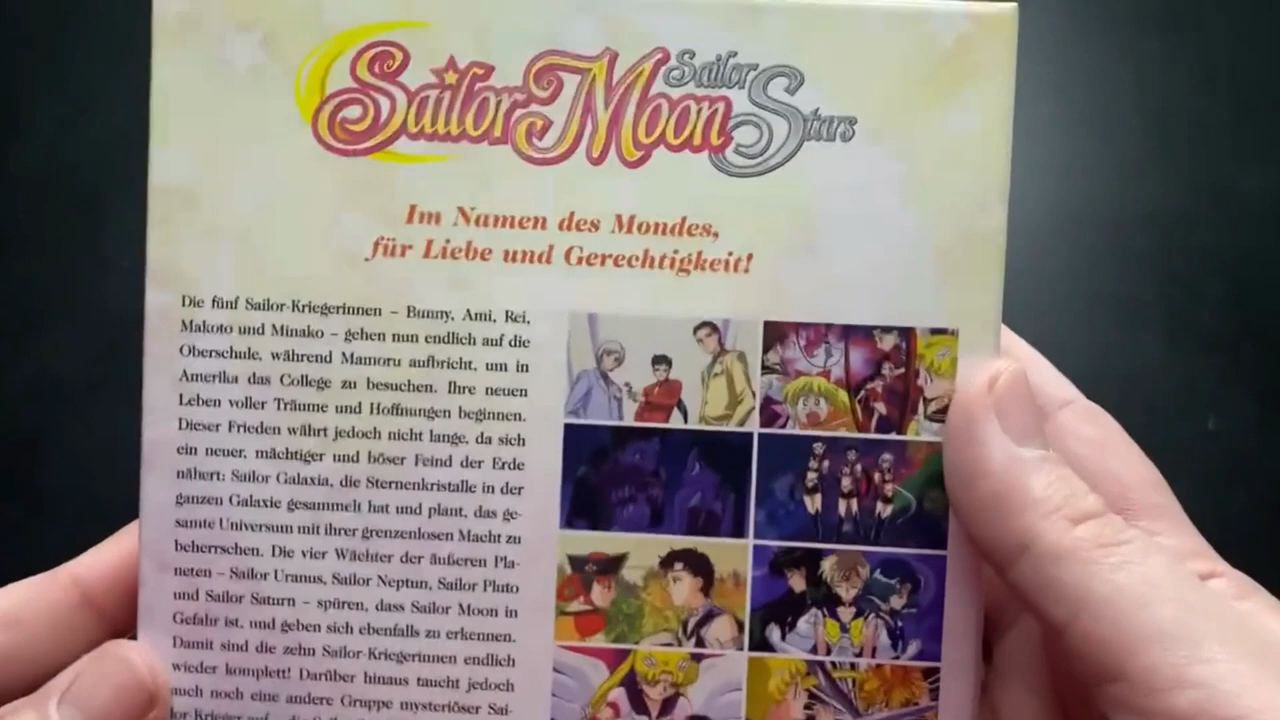 Sailor Moon Sailor Stars
Im Namen des Mondes,
für Liebe und Gerechtigkeit!
Die fünf Sailor-Kriegerinnen – Bunny, Ami, Rei,
Makoto und Minako – gehen nun endlich auf die
Oberschule, während Mamoru aufbricht, um in
Amerika das College zu besuchen. Ihre neuen
Leben voller Träume und Hoffnungen beginnen.
Dieser Frieden währt jedoch nicht lange, da sich
ein neuer, mächtiger und böser Feind der Erde
nähert: Sailor Galaxia, die Sternenkristalle in der
ganzen Galaxie gesammelt hat und plant, das ge-
samte Universum mit ihrer grenzenlosen Macht zu
beherrschen. Die vier Wächter der äußeren Pla-
neten – Sailor Uranus, Sailor Neptun, Sailor Pluto
und Sailor Saturn – spüren, dass Sailor Moon in
Gefahr ist, und geben sich ebenfalls zu erkennen.
Damit sind die zehn Sailor-Kriegerinnen endlich
wieder komplett! Darüber hinaus taucht jedoch
auch noch eine andere Gruppe mysteriöser Sai-
lor-Krieger auf – die